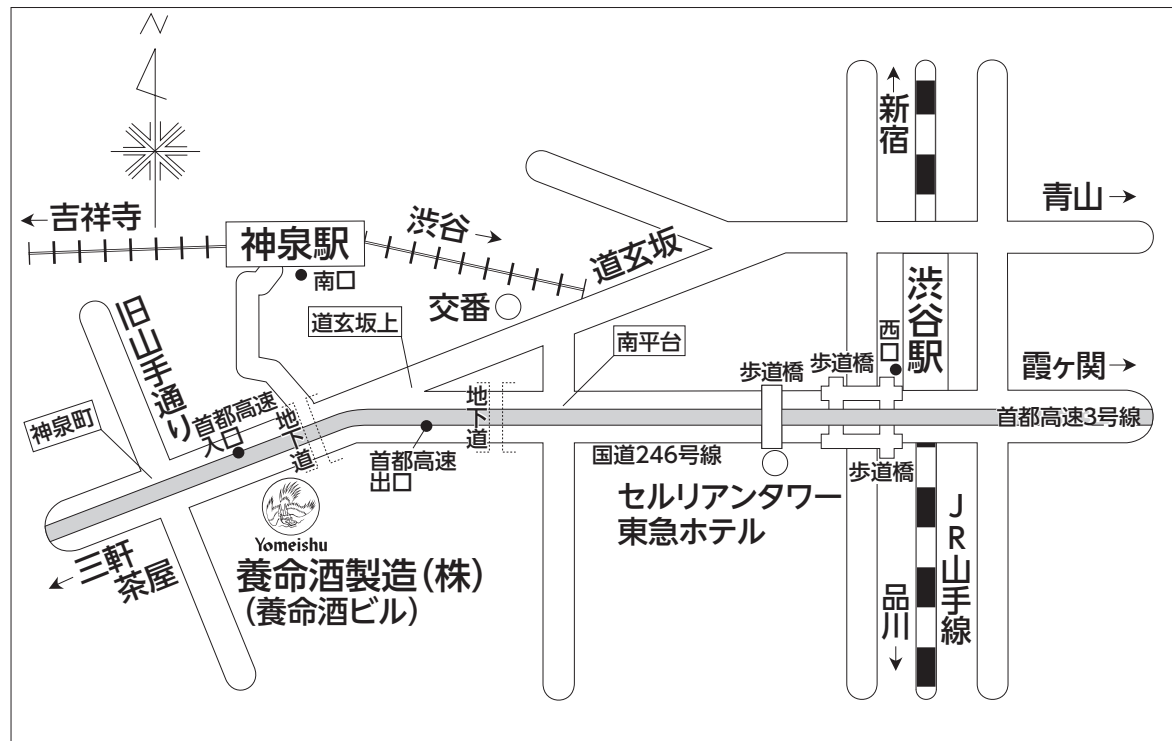 N
←吉祥寺
神泉駅
南口
渋谷→
交番
道玄坂
道玄坂上
南平台
↑新宿
青山→
渋谷駅
西口
霞ヶ関→
歩道橋
歩道橋
歩道橋
首都高速3号線
国道246号線
旧山手通り
神泉町
首都高速
入口
地下道
地下道
首都高速
出口
←三軒
茶屋
Yomeishu
養命酒製造(株)
(養命酒ビル)
セルリアンタワー
東急ホテル
JR山手線
品川↓